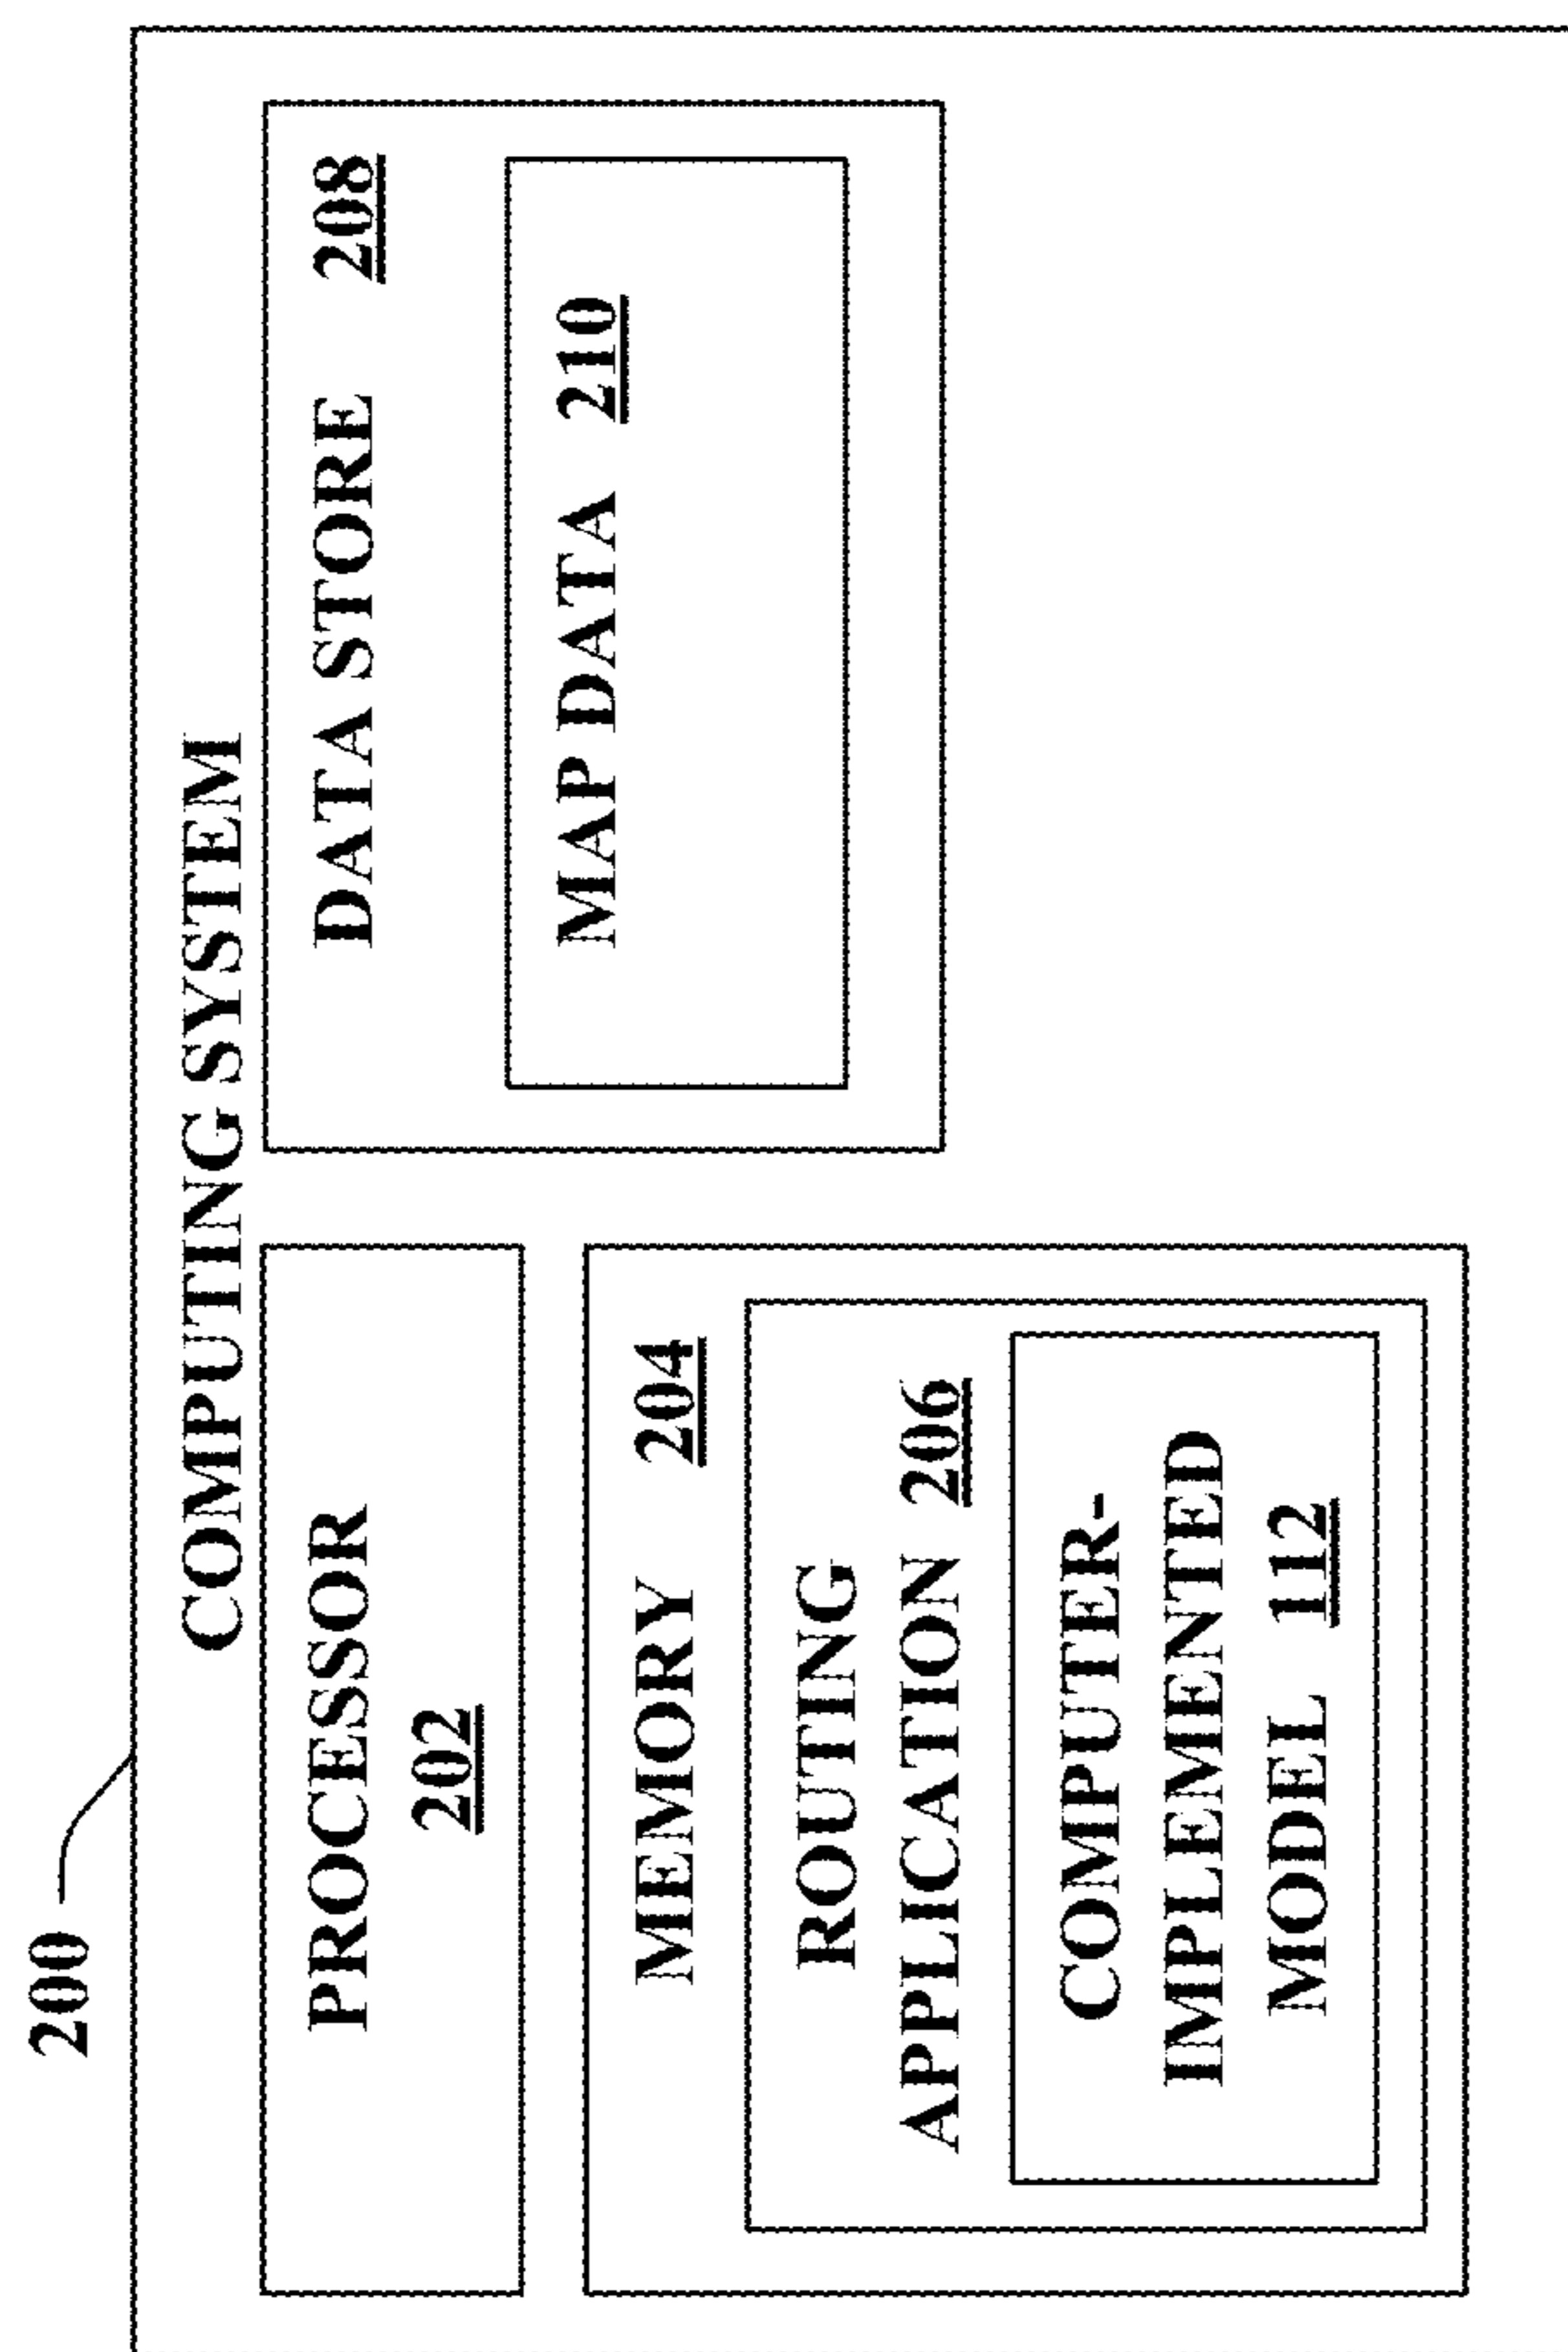 200
COMPUTING SYSTEM
PROCESSOR
202
MEMORY 204
ROUTING
APPLICATION 206
COMPUTER-
IMPLEMENTED
MODEL 112
DATA STORE 208
MAP DATA 210